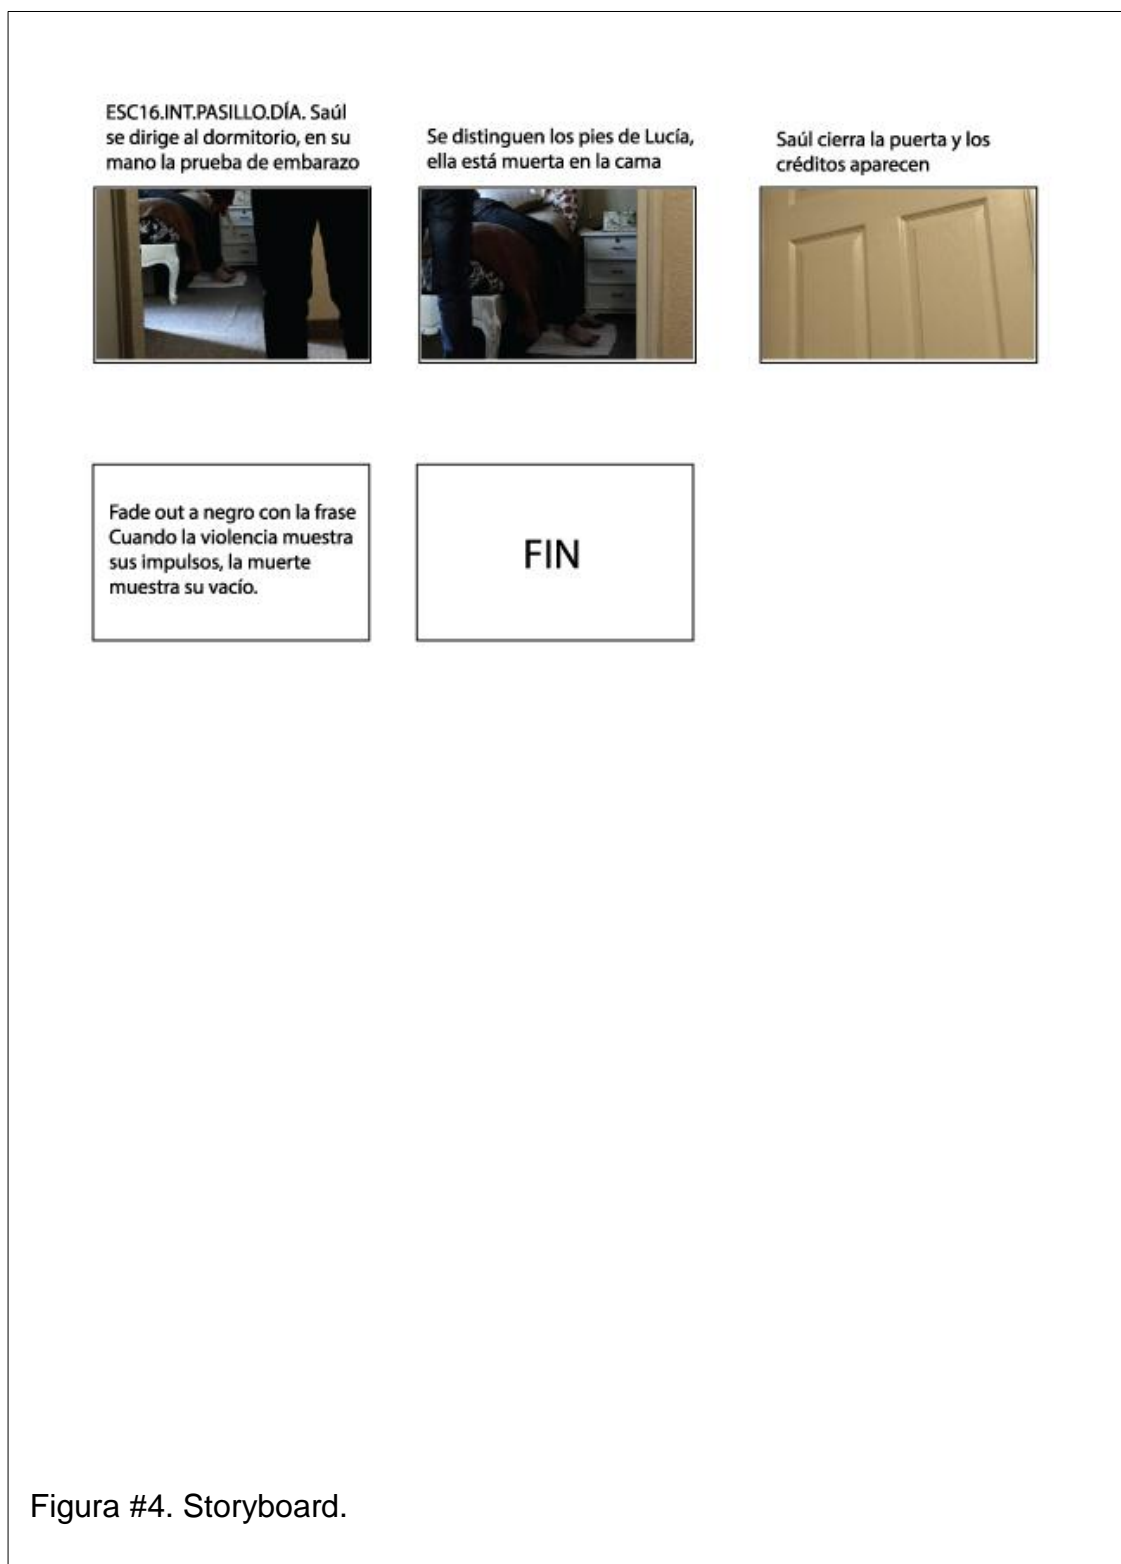 ESC16.INT.PASILLO.DÍA. Saúl
se dirige al dormitorio, en su
mano la prueba de embarazo
Se distinguen los pies de Lucía,
ella está muerta en la cama
Saúl cierra la puerta y los
créditos aparecen
Fade out a negro con la frase
Cuando la violencia muestra
sus impulsos, la muerte
muestra su vacío.
FIN
Figura #4. Storyboard.